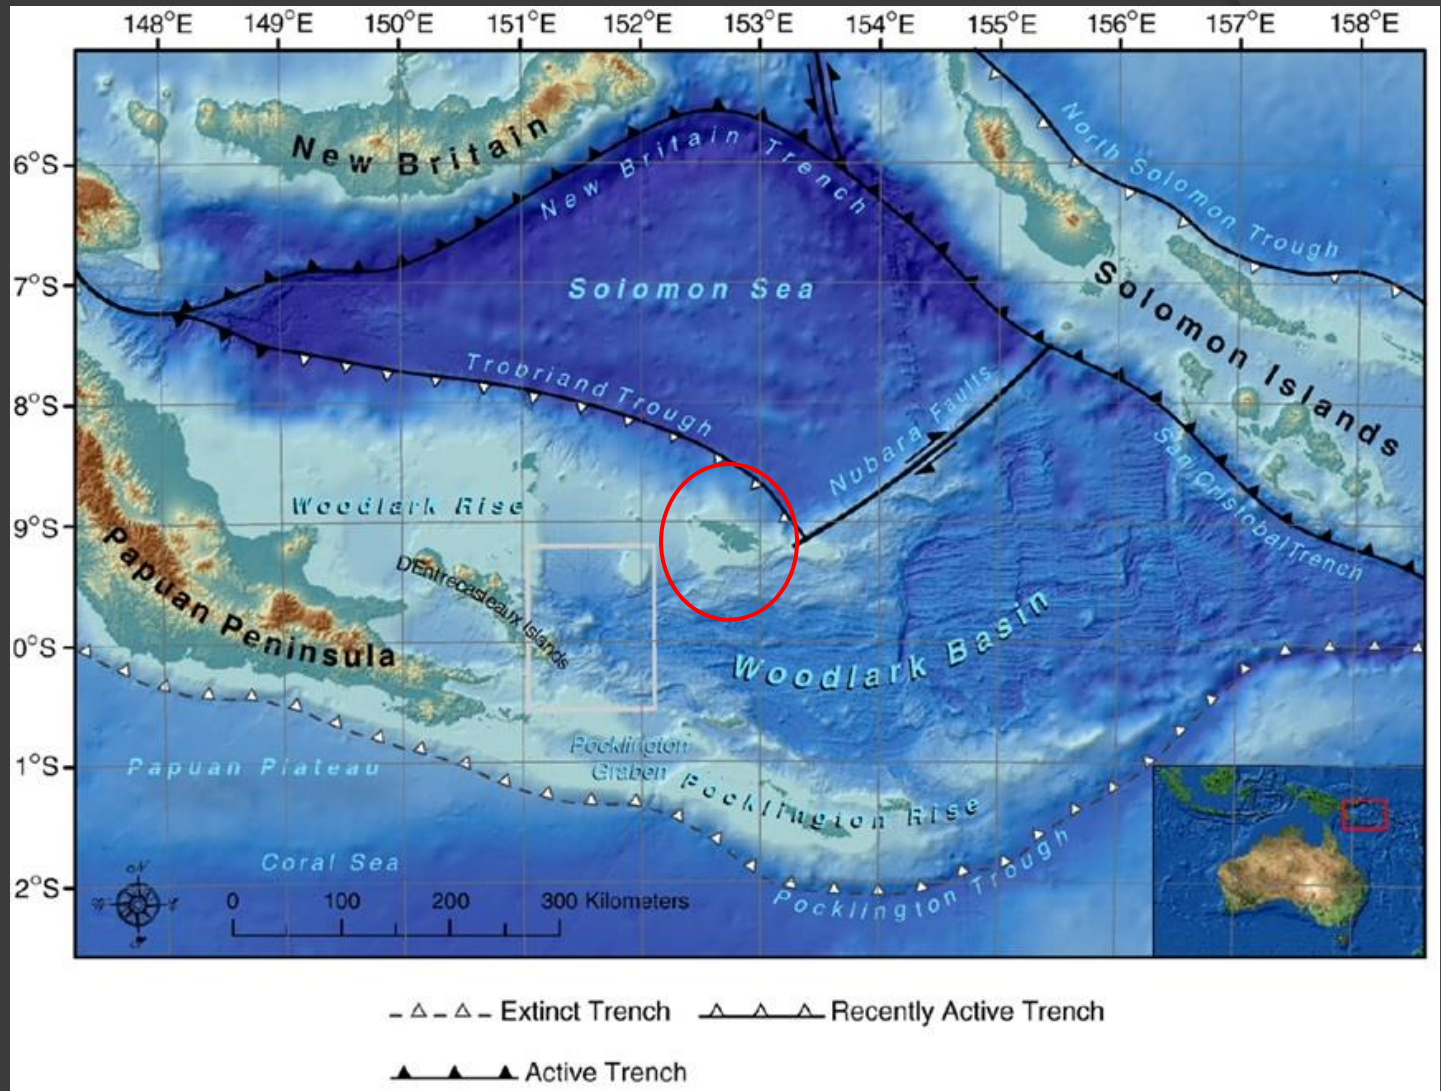 148°E 149°E 150°E 151°E 152°E 153°E 154°E 155°E 156°E 157°E 158°E
6°S
7°S
8°S
9°S
0°S
1°S
2°S
New Britain
New Britain Trench
North Solomon Trough
Solomon Sea
Solomon Islands
Trobriand Trough
Nubara Faults
San Cristobal Trench
Woodlark Rise
D'Entrecasteaux Islands
Papuan Peninsula
Woodlark Basin
Pocklington
Graben
Pocklington Rise
Papuan Plateau
Coral Sea
Pocklington Trough
N
0 100 200 300 Kilometers
Extinct Trench Recently Active Trench
Active Trench